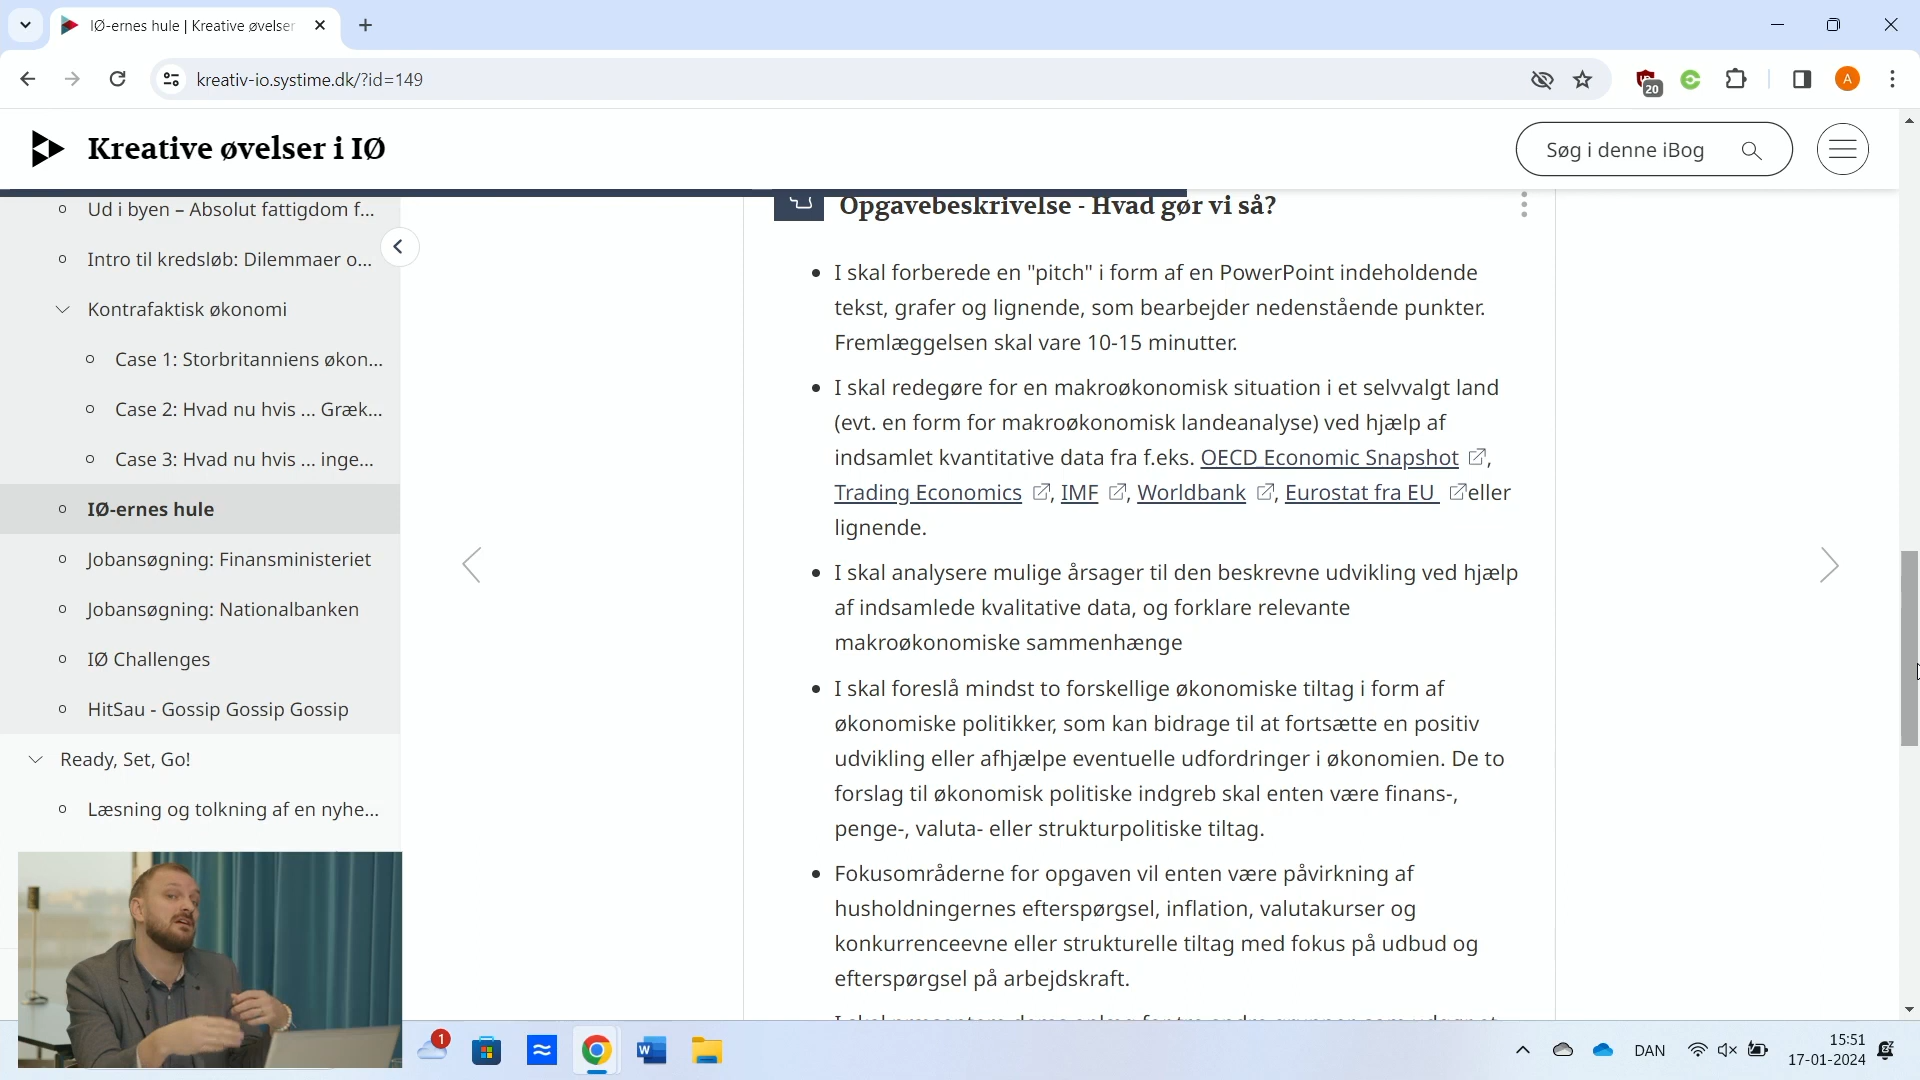 IØ-ernes hule | Kreative øvelser
kreativ-io.systime.dk/?id=149
20
A
Kreative øvelser i IØ
Søg i denne iBog
Ud i byen – Absolut fattigdom f...
Intro til kredsløb: Dilemmaer o...
Kontrafaktisk økonomi
Case 1: Storbritanniens økon...
Case 2: Hvad nu hvis ... Græk...
Case 3: Hvad nu hvis ... inge...
IØ-ernes hule
Jobansøgning: Finansministeriet
Jobansøgning: Nationalbanken
IØ Challenges
HitSau - Gossip Gossip Gossip
Ready, Set, Go!
Læsning og tolkning af en nyhe...
Opgavebeskrivelse - Hvad gør vi så?
I skal forberede en "pitch" i form af en PowerPoint indeholdende
tekst, grafer og lignende, som bearbejder nedenstående punkter.
Fremlæggelsen skal vare 10-15 minutter.
I skal redegøre for en makroøkonomisk situation i et selvvalgt land
(evt. en form for makroøkonomisk landeanalyse) ved hjælp af
indsamlet kvantitative data fra f.eks. OECD Economic Snapshot ,
Trading Economics , IMF , Worldbank , Eurostat fra EU eller
lignende.
I skal analysere mulige årsager til den beskrevne udvikling ved hjælp
af indsamlede kvalitative data, og forklare relevante
makroøkonomiske sammenhænge
I skal foreslå mindst to forskellige økonomiske tiltag i form af
økonomiske politikker, som kan bidrage til at fortsætte en positiv
udvikling eller afhjælpe eventuelle udfordringer i økonomien. De to
forslag til økonomisk politiske indgreb skal enten være finans-,
penge-, valuta- eller strukturpolitiske tiltag.
Fokusområderne for opgaven vil enten være påvirkning af
husholdningernes efterspørgsel, inflation, valutakurser og
konkurrenceevne eller strukturelle tiltag med fokus på udbud og
efterspørgsel på arbejdskraft.
1
W
DAN
15:51
17-01-2024